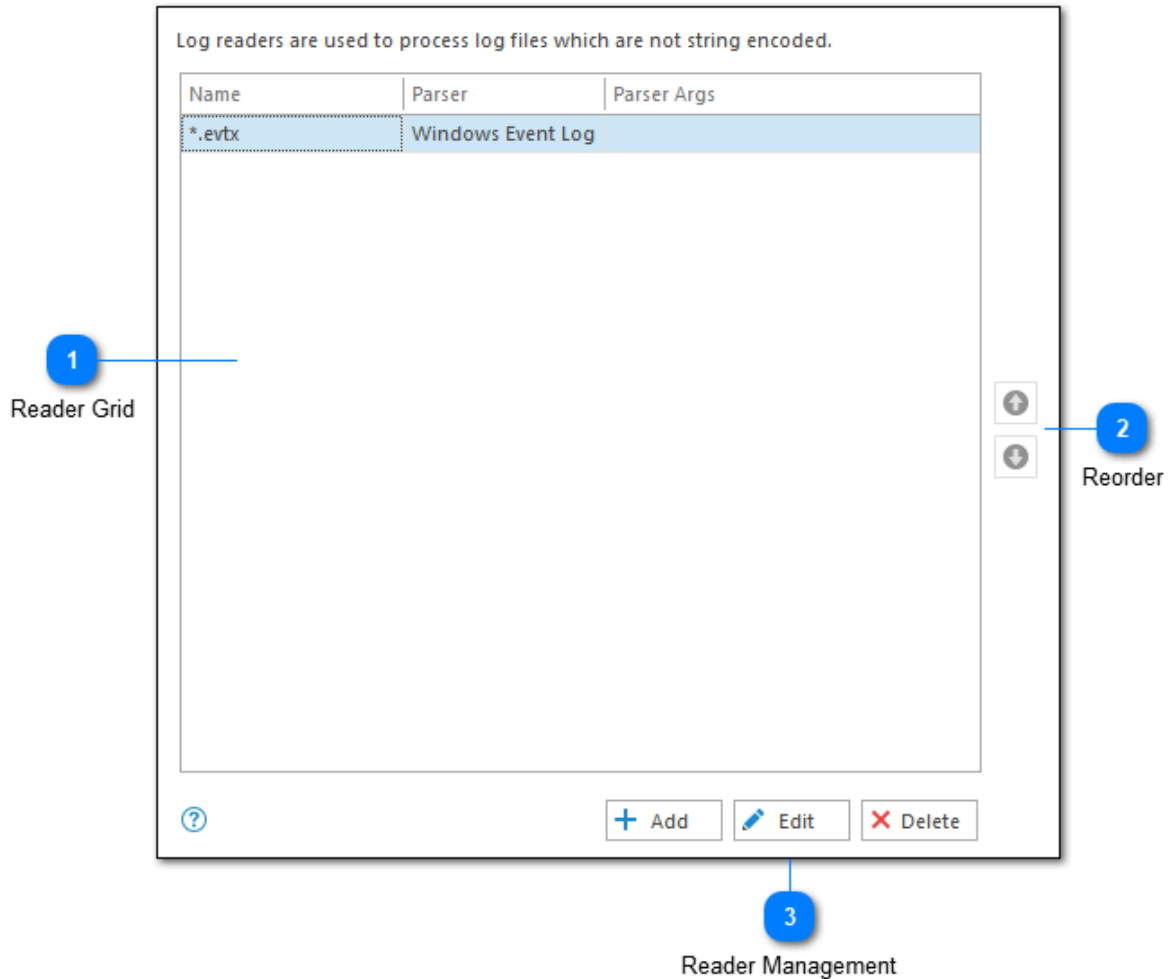 Log readers are used to process log files which are not string encoded.
Name Parser Parser Args
*.evtx Windows Event Log
1
Reader Grid
2
Reorder
Add Edit Delete
3
Reader Management